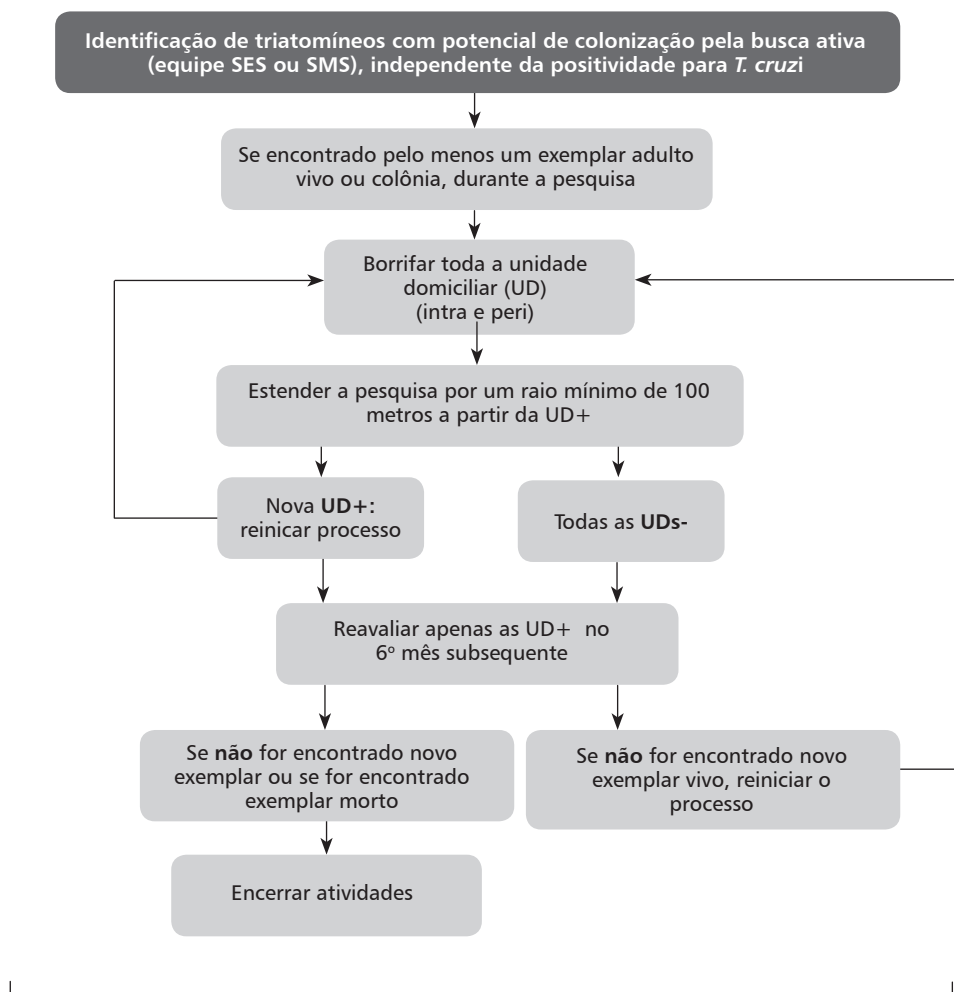 Identificação de triatomíneos com potencial de colonização pela busca ativa
(equipe SES ou SMS), independente da positividade para T. cruzi
Se encontrado pelo menos um exemplar adulto
vivo ou colônia, durante a pesquisa
Borrifar toda a unidade
domiciliar (UD)
(intra e peri)
Estender a pesquisa por um raio mínimo de 100
metros a partir da UD+
Nova UD+:
reinicar processo
Todas as UDs-
Reavaliar apenas as UD+ no
6º mês subsequente
Se não for encontrado novo
exemplar ou se for encontrado
exemplar morto
Se não for encontrado novo
exemplar vivo, reiniciar o
processo
Encerrar atividades